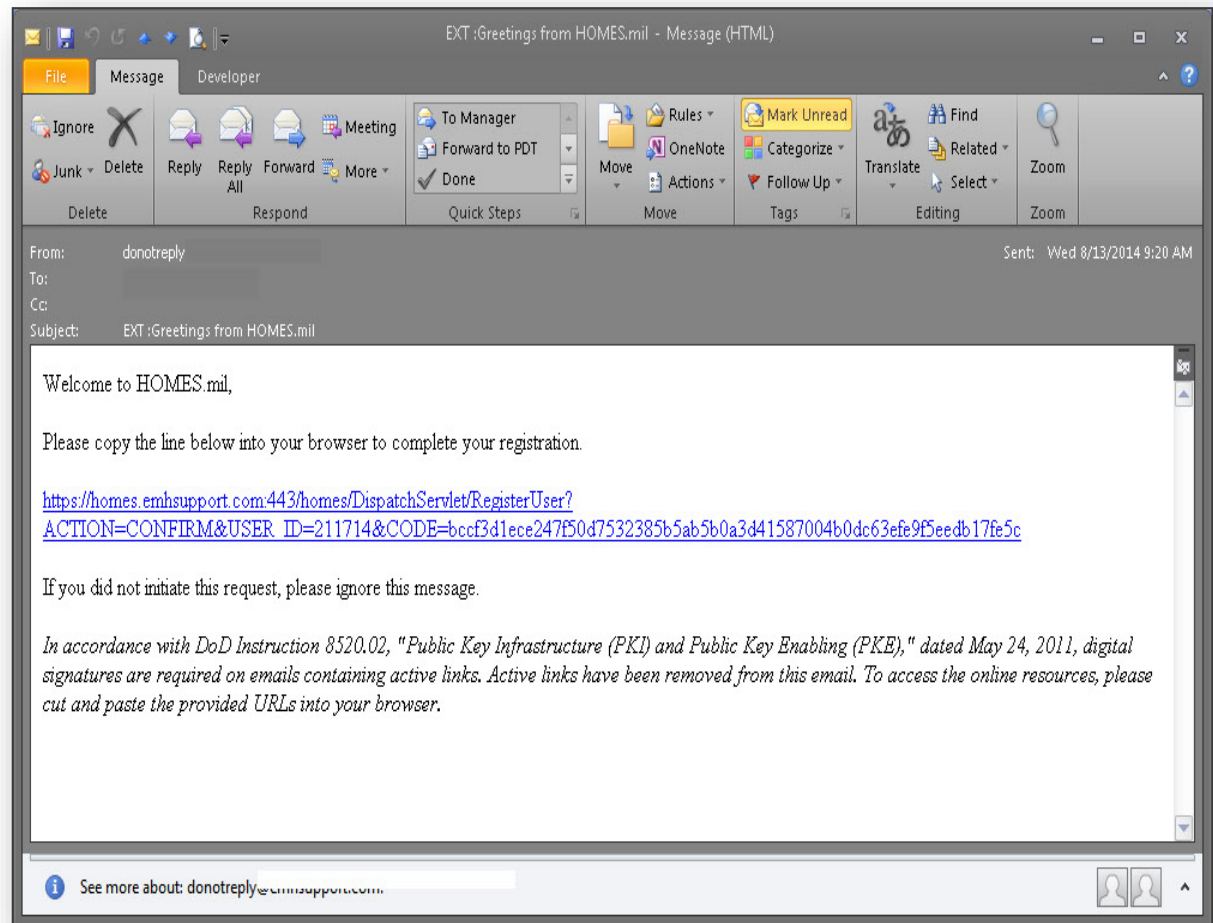 EXT :Greetings from HOMES.mil - Message (HTML)
File Message Developer
Ignore
Junk
Delete
Reply
Reply All
Forward
Meeting
More
To Manager
Forward to PDT
Done
Move
Rules
OneNote
Actions
Mark Unread
Categorize
Follow Up
Translate
Find
Related
Select
Zoom
Delete Respond Quick Steps Move Tags Editing Zoom
From: donotreply
Sent: Wed 8/13/2014 9:20 AM
To:
Cc:
Subject: EXT :Greetings from HOMES.mil
Welcome to HOMES.mil,
Please copy the line below into your browser to complete your registration.
https://homes.emhsupport.com:443/homes/DispatchServlet/RegisterUser?
ACTION=CONFIRM&USER_ID=211714&CODE=bccf3d1ece247f50d7532385b5ab5b0a3d41587004b0dc63efe9f5eedb17fe5c
If you did not initiate this request, please ignore this message.
In accordance with DoD Instruction 8520.02, "Public Key Infrastructure (PKI) and Public Key Enabling (PKE)," dated May 24, 2011, digital
signatures are required on emails containing active links. Active links have been removed from this email. To access the online resources, please
cut and paste the provided URLs into your browser.
See more about: donotreply